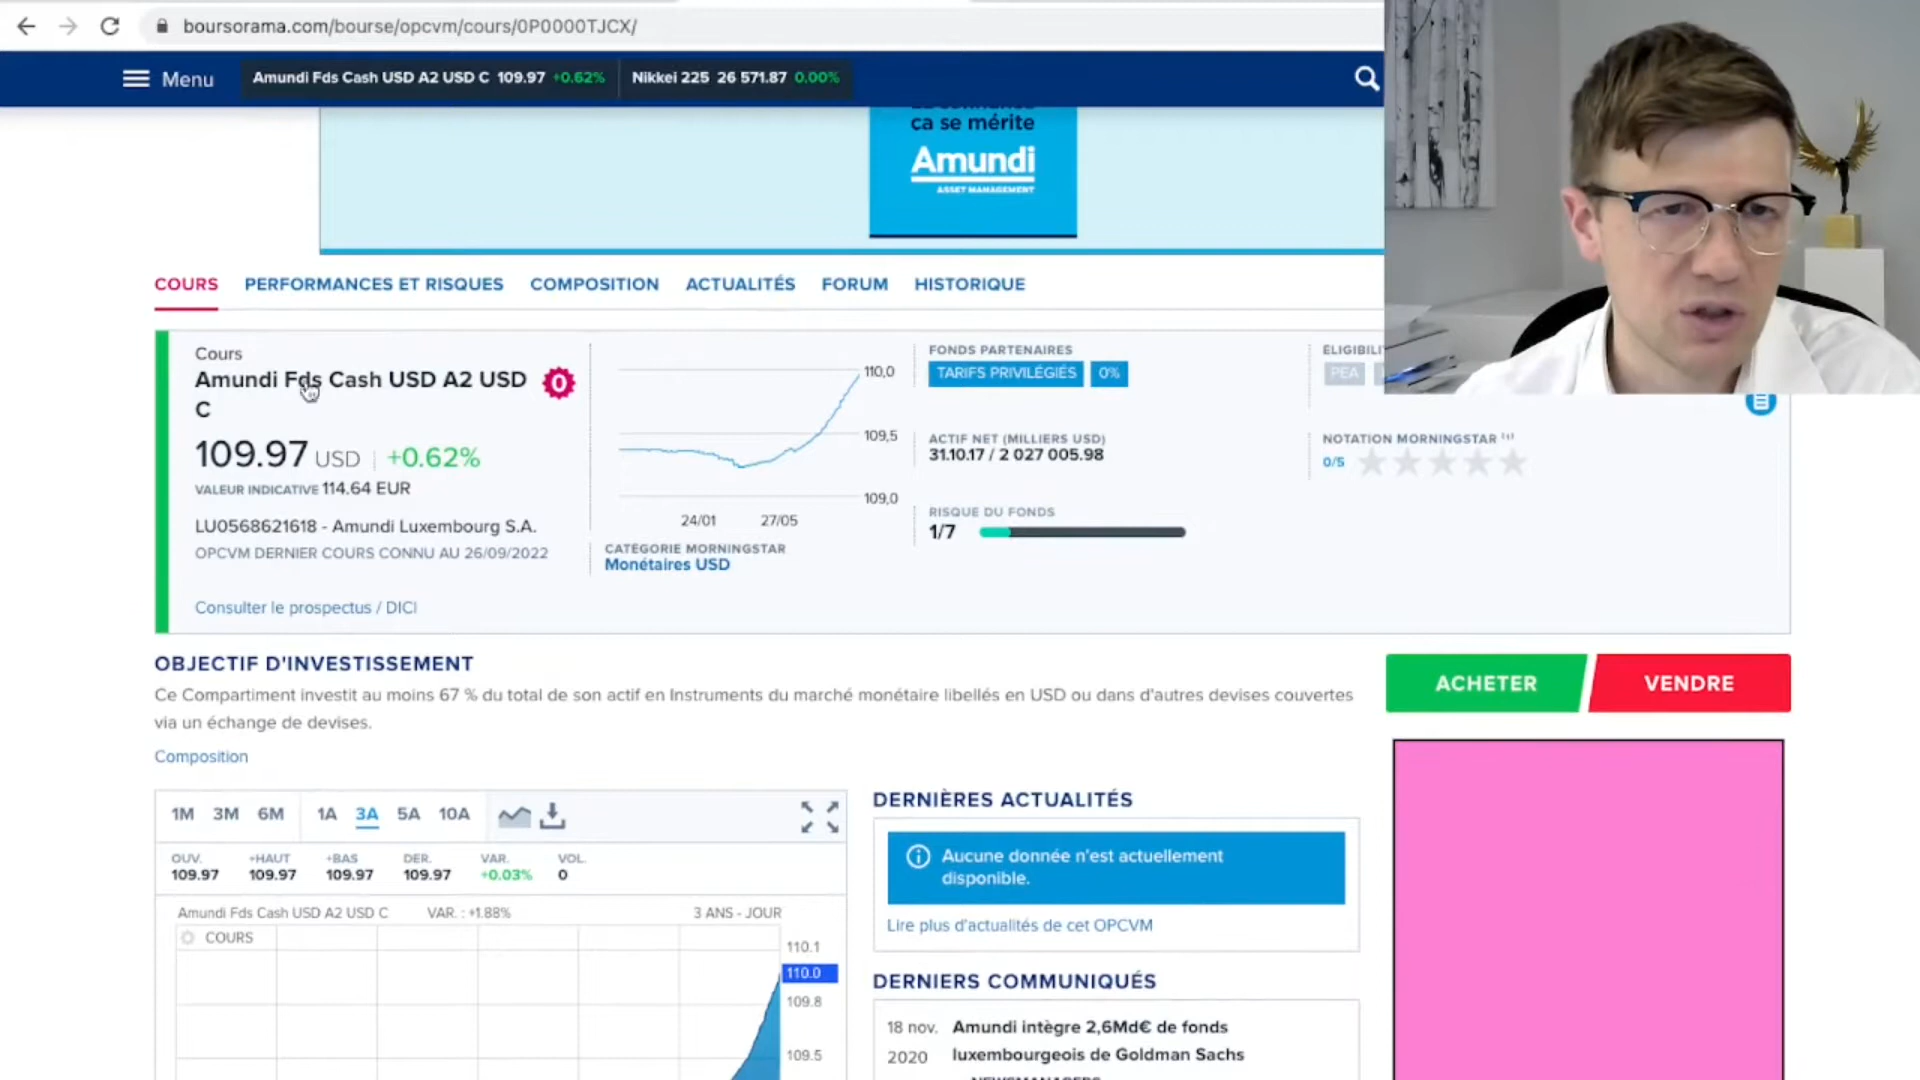 boursorama.com/bourse/opcvm/cours/0P0000TJCX/
Menu
Amundi Fds Cash USD A2 USD C 109.97 +0.62%
Nikkei 225 26 571.87 0.00%
ca se mérite
Amundi
ASSET MANAGEMENT
COURS
PERFORMANCES ET RISQUES
COMPOSITION
ACTUALITÉS
FORUM
HISTORIQUE
Cours
Amundi Fds Cash USD A2 USD
C
109.97 USD +0.62%
VALEUR INDICATIVE 114.64 EUR
LU0568621618 - Amundi Luxembourg S.A.
OPCVM DERNIER COURS CONNU AU 26/09/2022
Consulter le prospectus / DICI
110,0
109,5
109,0
24/01 27/05
CATÉGORIE MORNINGSTAR
Monétaires USD
FONDS PARTENAIRES
TARIFS PRIVILÉGIÉS 0%
ACTIF NET (MILLIERS USD)
31.10.17 / 2 027 005.98
RISQUE DU FONDS
1/7
PEA
NOTATION MORNINGSTAR (1)
0/5
OBJECTIF D'INVESTISSEMENT
Ce Compartiment investit au moins 67 % du total de son actif en Instruments du marché monétaire libellés en USD ou dans d'autres devises couvertes
via un échange de devises.
Composition
ACHETER
VENDRE
1M 3M 6M 1A 3A 5A 10A
OUV. +HAUT +BAS DER. VAR. VOL.
109.97 109.97 109.97 109.97 +0.03% 0
Amundi Fds Cash USD A2 USD C VAR. : +1.88% 3 ANS - JOUR
COURS
110.1
110.0
109.8
109.5
DERNIÈRES ACTUALITÉS
Aucune donnée n'est actuellement
disponible.
Lire plus d'actualités de cet OPCVM
DERNIERS COMMUNIQUÉS
18 nov. Amundi intègre 2,6Md€ de fonds
2020 luxembourgeois de Goldman Sachs